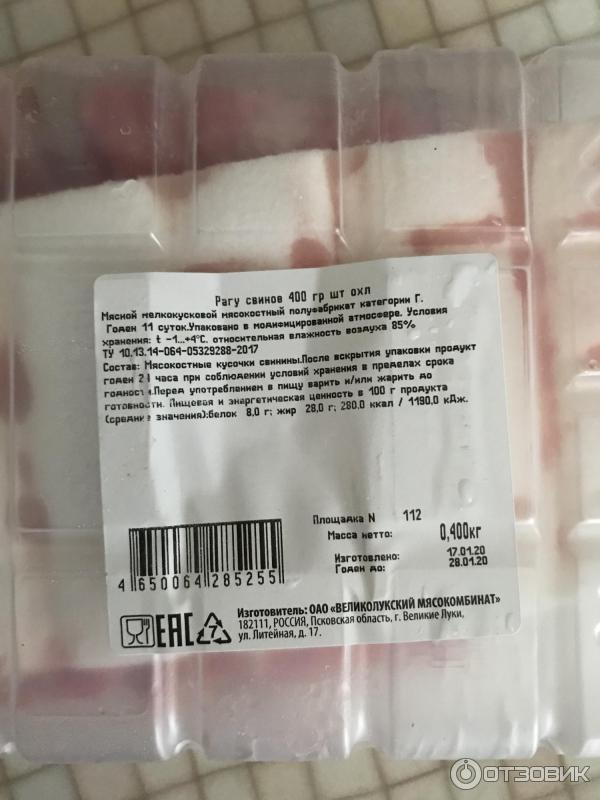 Рагу свиное 400 гр шт охл
Мясной мелкокусковой мясокостный полуфабрикат категории Г.
Годен 11 суток.Упаковано в модифицированной атмосфере. Условия
хранения: t -1...+4°С. относительная влажность воздуха 85%
ТУ 10.13.14-064-05329288-2017
Состав: Мясокостные кусочки свинины.После вскрытия упаковки продукт
годен 24 часа при соблюдении условий хранения в пределах срока
годности.Перед употреблением в пищу варить и/или жарить до
готовности. Пищевая и энергетическая ценность в 100 г продукта
(средние значения):белок 8,0 г; жир 28,0 г; 280,0 ккал / 1190,0 кДж.
Площадка N 112
Масса нетто: 0,400кг
Изготовлено: 17.01.20
Годен до: 28.01.20
4 650064 285255
Изготовитель: ОАО «ВЕЛИКОЛУКСКИЙ МЯСОКОМБИНАТ»
182111, РОССИЯ, Псковская область, г. Великие Луки,
ул. Литейная, д. 17.
EAC 7
ОТЗОВИК